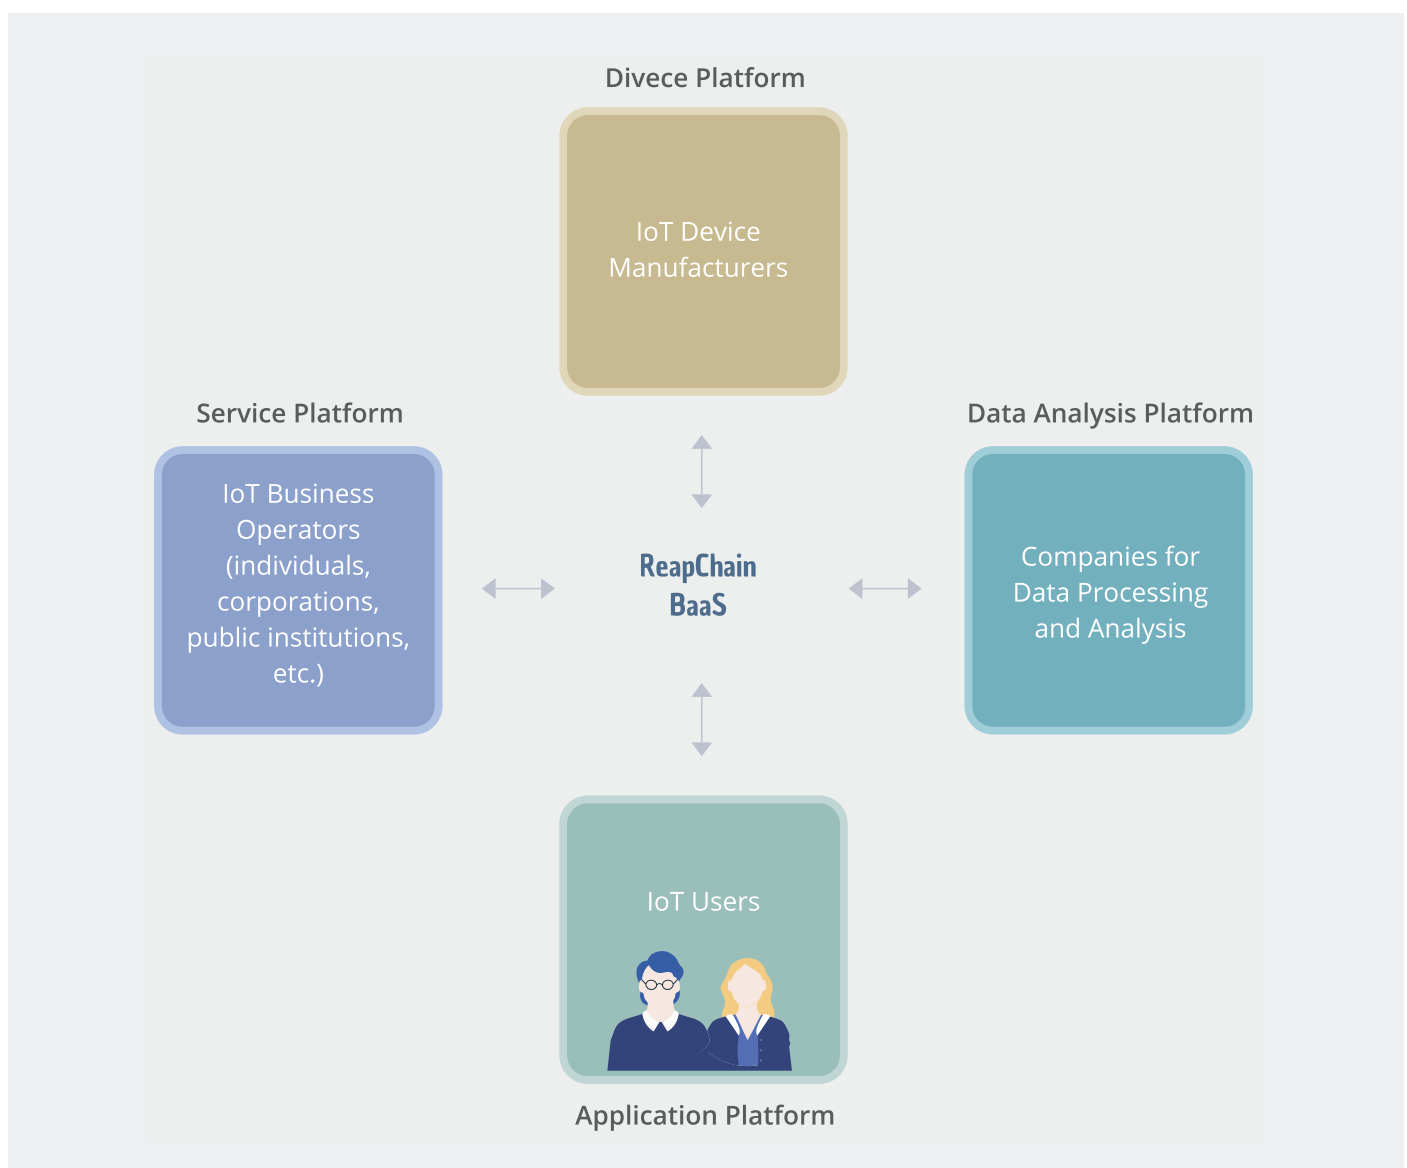 Divece Platform
IoT Device
Manufacturers
Service Platform
IoT Business
Operators
(individuals,
corporations,
public institutions,
etc.)
ReapChain
BaaS
Data Analysis Platform
Companies for
Data Processing
and Analysis
IoT Users
Application Platform